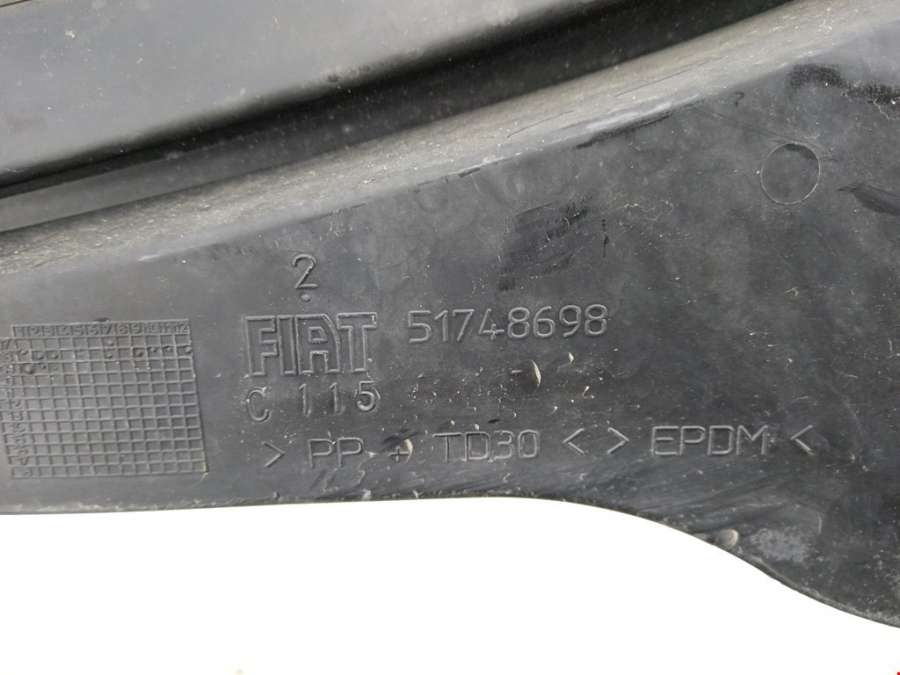 2
FIAT 51748698
C 115
> PP + TD30 < > EPDM <